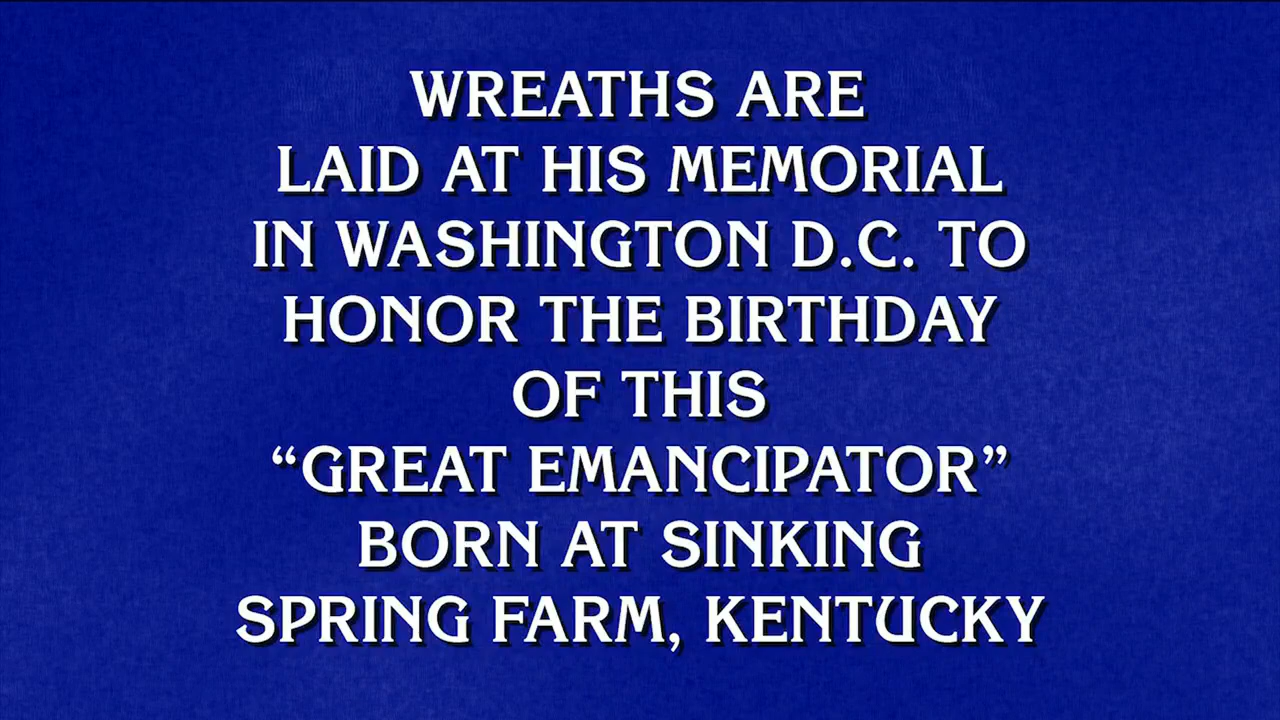 WREATHS ARE
LAID AT HIS MEMORIAL
IN WASHINGTON D.C. TO
HONOR THE BIRTHDAY
OF THIS
“GREAT EMANCIPATOR”
BORN AT SINKING
SPRING FARM, KENTUCKY